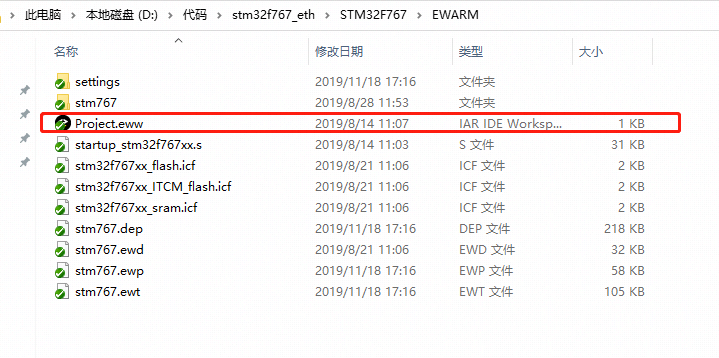 此电脑 › 本地磁盘 (D:) › 代码 › stm32f767_eth › STM32F767 › EWARM
名称 修改日期 类型 大小
settings 2019/11/18 17:16 文件夹
stm767 2019/8/28 11:53 文件夹
Project.eww 2019/8/14 11:07 IAR IDE Worksp... 1 KB
startup_stm32f767xx.s 2019/8/14 11:03 S 文件 31 KB
stm32f767xx_flash.icf 2019/8/21 11:06 ICF 文件 2 KB
stm32f767xx_ITCM_flash.icf 2019/8/21 11:06 ICF 文件 2 KB
stm32f767xx_sram.icf 2019/8/21 11:06 ICF 文件 2 KB
stm767.dep 2019/11/18 17:16 DEP 文件 218 KB
stm767.ewd 2019/8/21 11:06 EWD 文件 32 KB
stm767.ewp 2019/11/18 17:16 EWP 文件 58 KB
stm767.ewt 2019/11/18 17:16 EWT 文件 105 KB